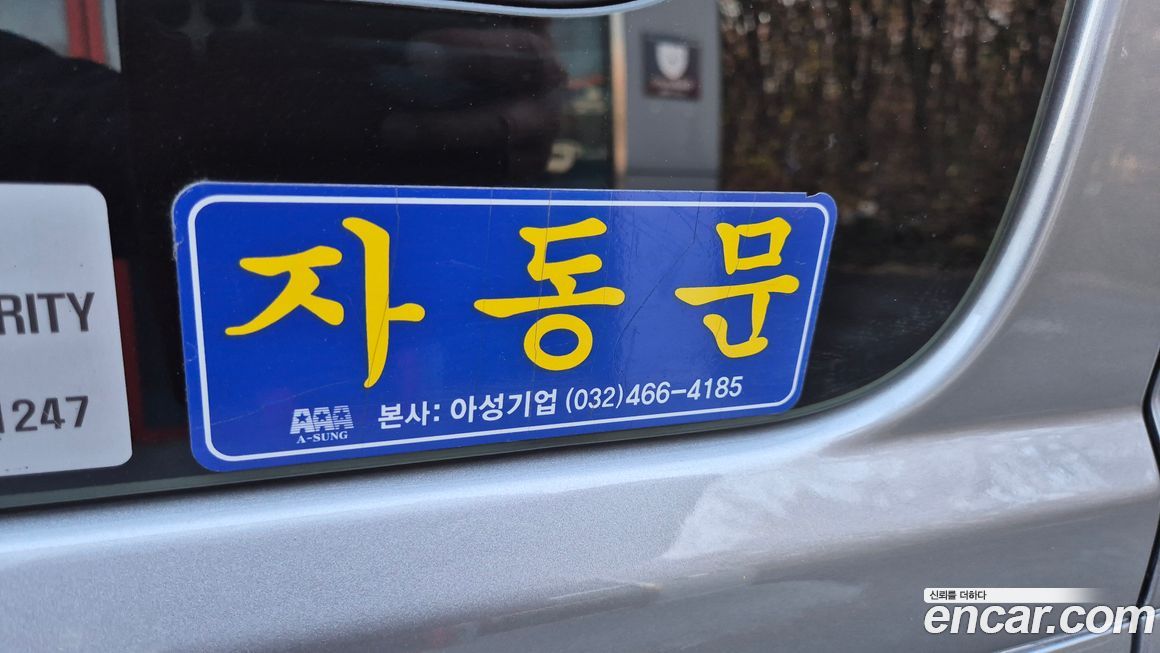 RITY
1247
자동문
AAA
A-SUNG
본사: 아성기업 (032)466-4185
신뢰를 더하다
encar.com